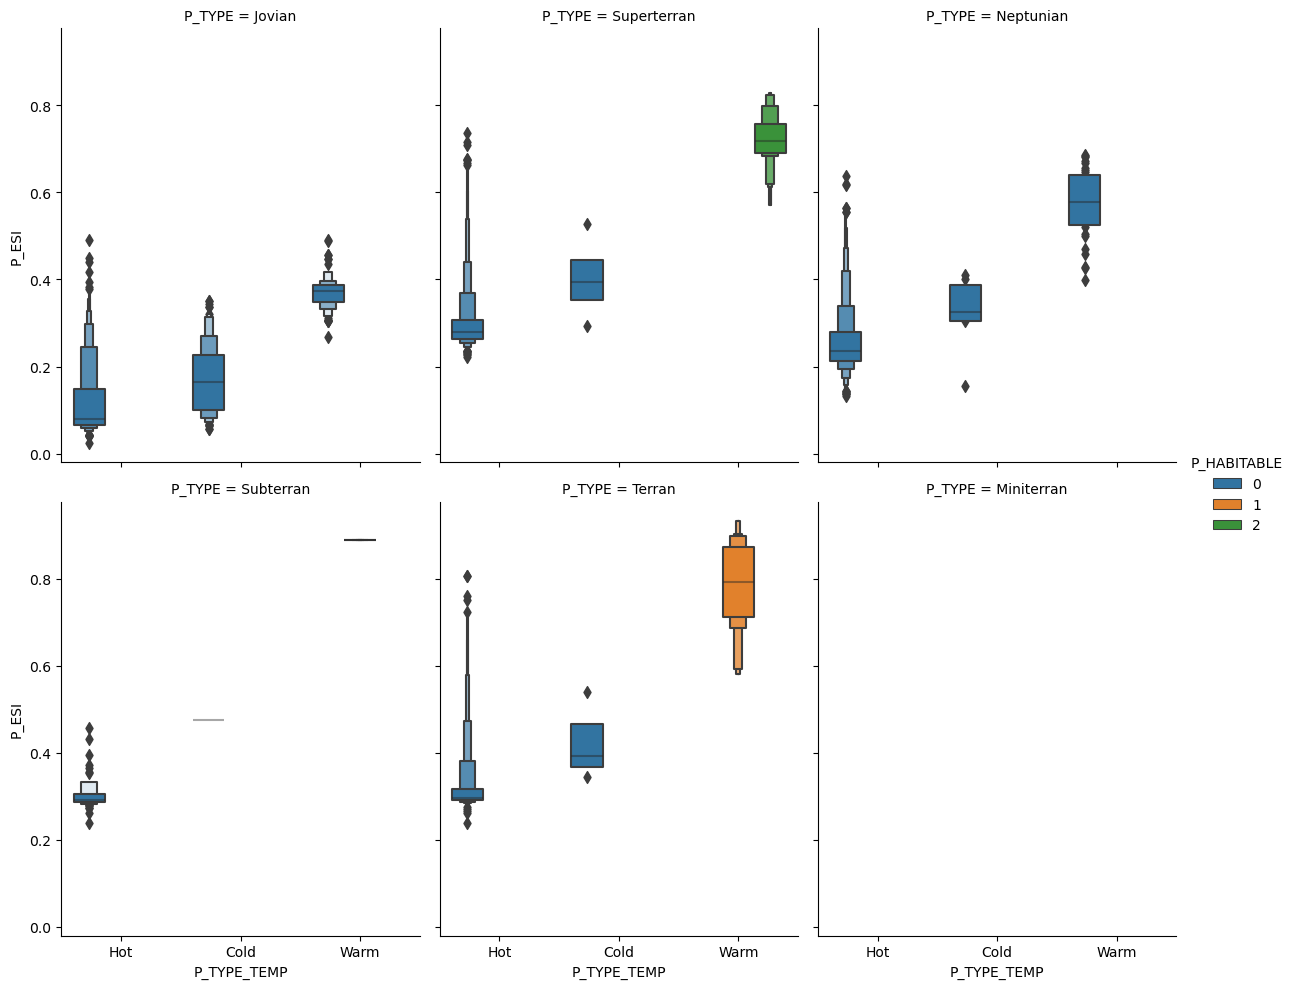 P_TYPE = Jovian
P_TYPE = Superterran
P_TYPE = Neptunian
P_ESI
0.8
0.6
0.4
0.2
0.0
P_HABITABLE
0
1
2
P_TYPE = Subterran
P_TYPE = Terran
P_TYPE = Miniterran
P_ESI
0.8
0.6
0.4
0.2
0.0
Hot Cold Warm
P_TYPE_TEMP
Hot Cold Warm
P_TYPE_TEMP
Hot Cold Warm
P_TYPE_TEMP